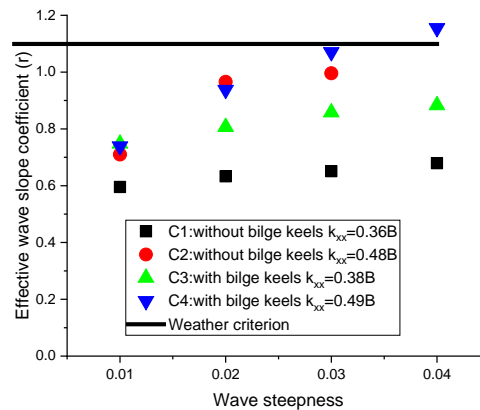 Effective wave slope coefficient (r)
1.2
1.0
0.8
0.6
0.4
0.2
0.0
C1:without bilge keels kxx=0.36B
C2:without bilge keels kxx=0.48B
C3:with bilge keels kxx=0.38B
C4:with bilge keels kxx=0.49B
Weather criterion
0.01 0.02 0.03 0.04
Wave steepness